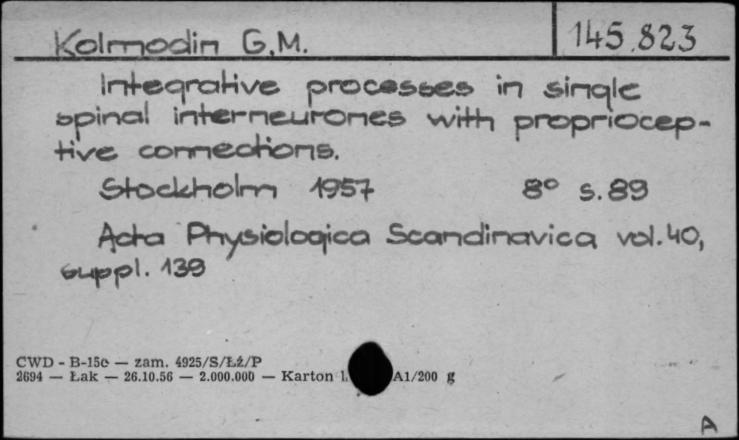 Kolmodin G.M. 145.823
Integrative processes in single
spinal interneurones with propriocep-
tive connections.
Stockholm 1957 8° s. 89
Acta Physiologica Scandinavica vol. 40,
suppl. 139
CWD - B-15c — zam. 4925/S/Łź/P
2694 — Łak — 26.10.56 — 2.000.000 — Karton A1/200 g
A